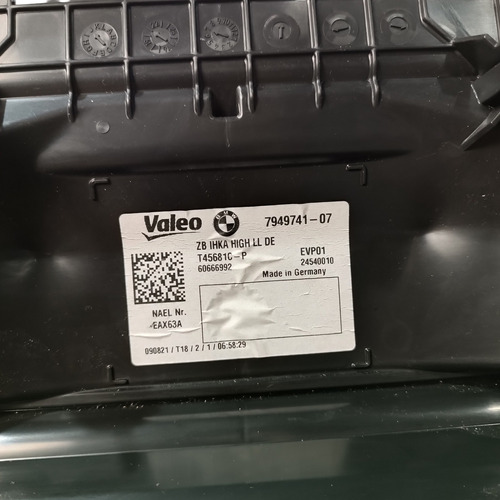 Valeo BMW 7949741-07
ZB IHKA HIGH LL DE
T45681C-P EVP01
60666992 24540010
Made in Germany
NAEL Nr.
-EAX63A
090821/T18/2/1/06:58:29